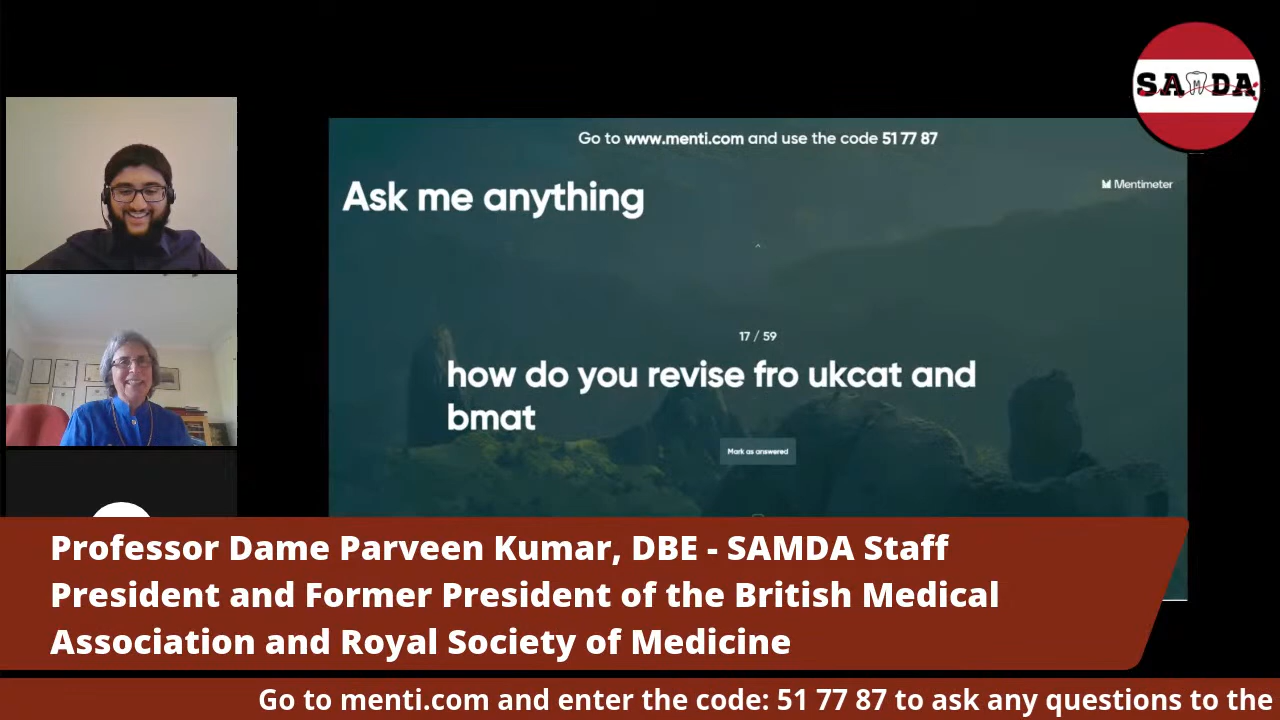 SAMDA
Go to www.menti.com and use the code 51 77 87
Ask me anything
Mentimeter
17 / 59
how do you revise fro ukcat and
bmat
Mark as answered
Professor Dame Parveen Kumar, DBE - SAMDA Staff
President and Former President of the British Medical
Association and Royal Society of Medicine
Go to menti.com and enter the code: 51 77 87 to ask any questions to the